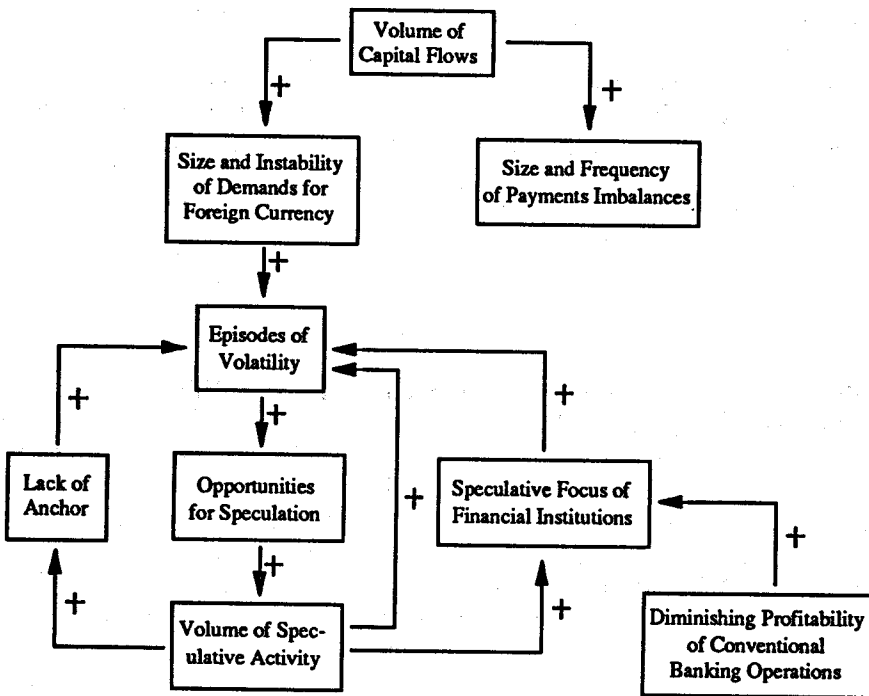 Volume of
Capital Flows
+
+
Size and Instability
of Demands for
Foreign Currency
Size and Frequency
of Payments Imbalances
+
Episodes of
Volatility
+
+
+
Lack of
Anchor
Opportunities
for Speculation
+
Speculative Focus of
Financial Institutions
+
+
+
+
Volume of Spec-
ulative Activity
Diminishing Profitability
of Conventional
Banking Operations